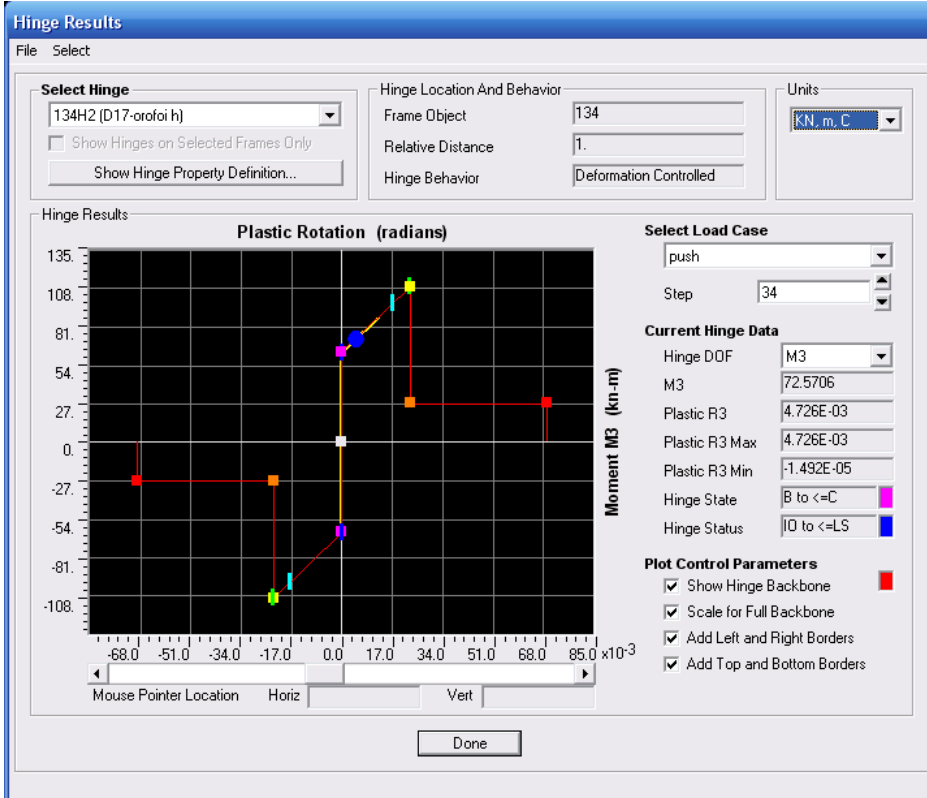 Hinge Results
File Select
Select Hinge
134H2 (D17-orofoi h)
Show Hinges on Selected Frames Only
Show Hinge Property Definition...
Hinge Location And Behavior
Frame Object 134
Relative Distance 1.
Hinge Behavior Deformation Controlled
Units
KN, m, C
Hinge Results
Plastic Rotation (radians)
135.
108.
81.
54.
27.
0.
-27.
-54.
-81.
-108.
-68.0 -51.0 -34.0 -17.0 0.0 17.0 34.0 51.0 68.0 85.0 x10-3
Moment M3 (kn-m)
Mouse Pointer Location Horiz Vert
Select Load Case
push
Step 34
Current Hinge Data
Hinge DOF M3
M3 72.5706
Plastic R3 4.726E-03
Plastic R3 Max 4.726E-03
Plastic R3 Min -1.492E-05
Hinge State B to <=C
Hinge Status IO to <=LS
Plot Control Parameters
Show Hinge Backbone
Scale for Full Backbone
Add Left and Right Borders
Add Top and Bottom Borders
Done